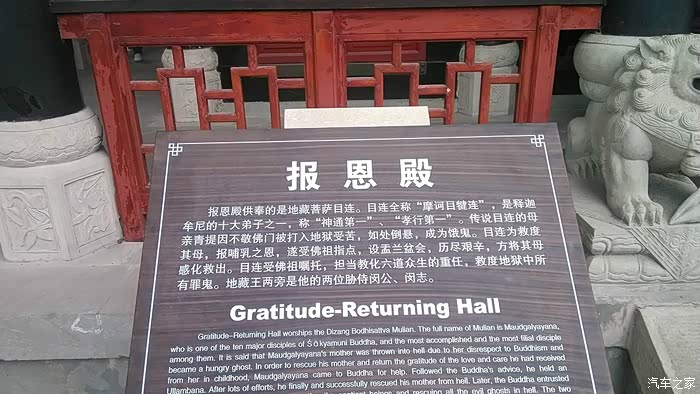 报恩殿
报恩殿供奉的是地藏菩萨目连。目连全称“摩诃目犍连”，是释迦
牟尼的十大弟子之一，称“神通第一”、“孝行第一”。传说目连的母
亲青提因不敬佛门被打入地狱受苦，如处倒悬，成为饿鬼。目连为救度
其母，报哺乳之恩，遂受佛祖指点，设盂兰盆会，历尽艰辛，方将其母
感化救出。目连受佛祖嘱托，担当教化六道众生的重任，救度地狱中所
有罪鬼。地藏王两旁是他的两位胁侍闵公、闵志。
Gratitude-Returning Hall
Gratitude–Returning Hall worships the Dizang Bodhisattva Mulian. The full name of Mulian is Maudgalyayana,
who is one of the ten major disciples of Śākyamuni Buddha, and the most accomplished and the most filial disciple
among them. It is said that Maudgalyayana's mother was thrown into hell due to her disrespect to Buddhism and
became a hungry ghost. In order to rescue his mother and return the gratitude of the love and care he had received
from her in childhood, Maudgalyayana came to Buddha for help. Followed the Buddha's advice, he held an
Ullambana. After lots of efforts, he finally and successfully rescued his mother from hell. Later, the Buddha entrusted
beings and rescuing all the evil ghosts in hell. The two
汽车之家